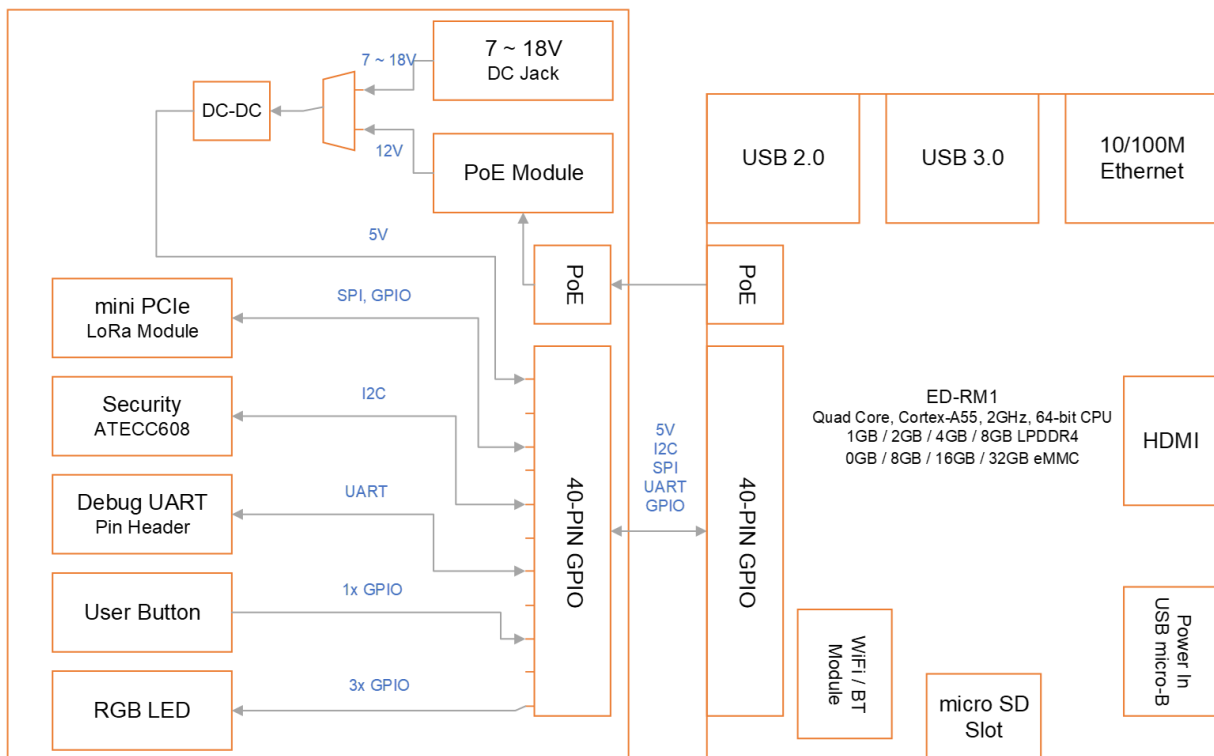 7 ~ 18V
7 ~ 18V
DC Jack
DC-DC
12V
PoE Module
USB 2.0
USB 3.0
10/100M
Ethernet
5V
PoE
PoE
mini PCIe
LoRa Module
SPI, GPIO
Security
ATECC608
I2C
Debug UART
Pin Header
UART
User Button
1x GPIO
RGB LED
3x GPIO
40-PIN GPIO
5V
I2C
SPI
UART
GPIO
40-PIN GPIO
ED-RM1
Quad Core, Cortex-A55, 2GHz, 64-bit CPU
1GB / 2GB / 4GB / 8GB LPDDR4
0GB / 8GB / 16GB / 32GB eMMC
HDMI
WiFi / BT
Module
micro SD
Slot
Power In
USB micro-B